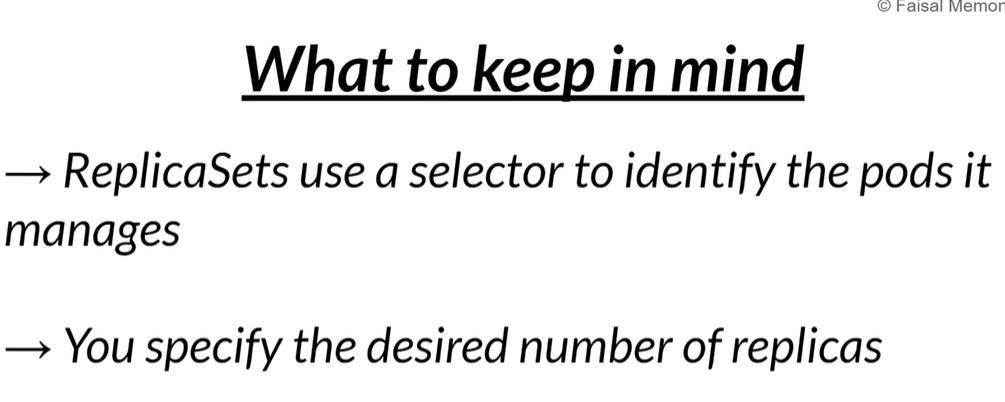 © Faisal Memon
What to keep in mind
→ ReplicaSets use a selector to identify the pods it
manages
→ You specify the desired number of replicas